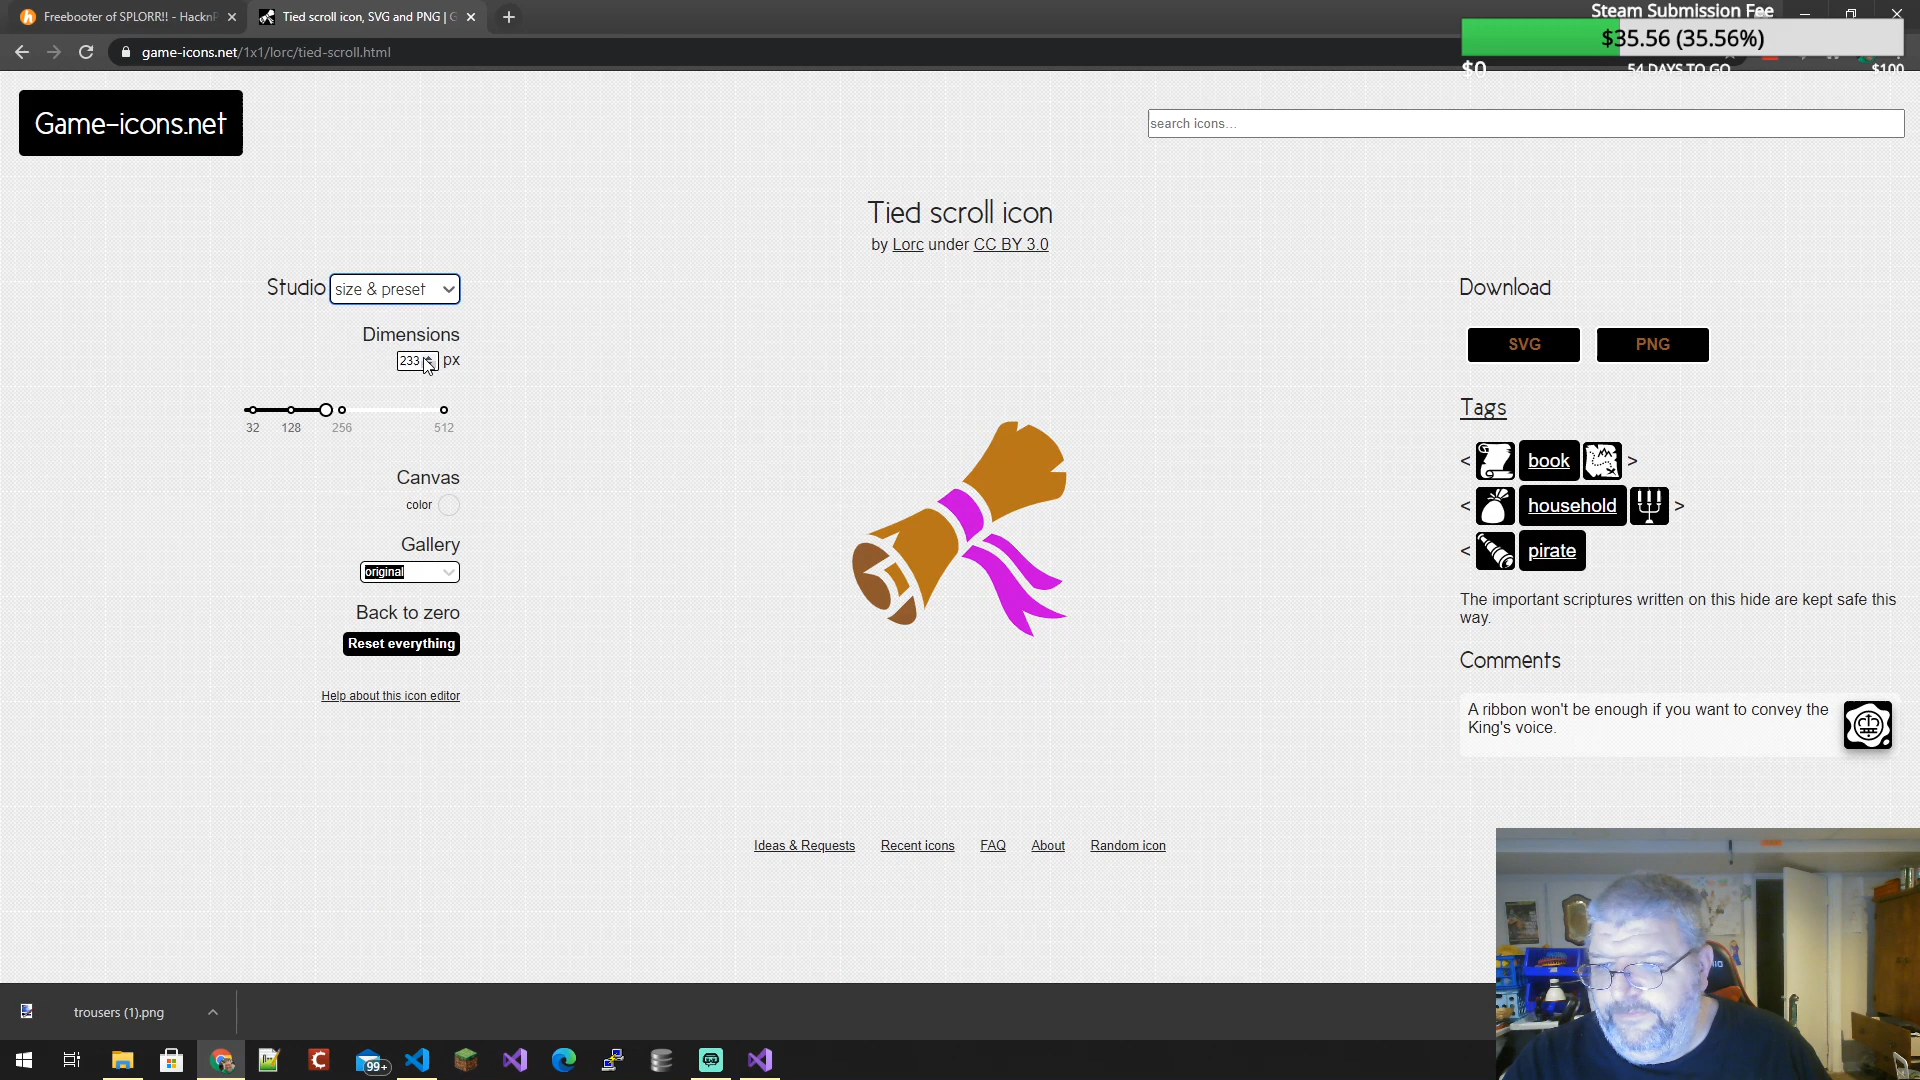 Freebooter of SPLORR!! - HacknP
Tied scroll icon, SVG and PNG | G
Steam Submission Fee
$35.56 (35.56%)
$0
54 DAYS TO GO
$100
game-icons.net/1x1/lorc/tied-scroll.html
Game-icons.net
search icons...
Tied scroll icon
by Lorc under CC BY 3.0
Studio
size & preset
Dimensions
233 px
32 128 256 512
Canvas
color
Gallery
original
Back to zero
Reset everything
Help about this icon editor
Download
SVG PNG
Tags
< book >
< household >
< pirate
The important scriptures written on this hide are kept safe this
way.
Comments
A ribbon won't be enough if you want to convey the
King's voice.
Ideas & Requests Recent icons FAQ About Random icon
trousers (1).png
99+